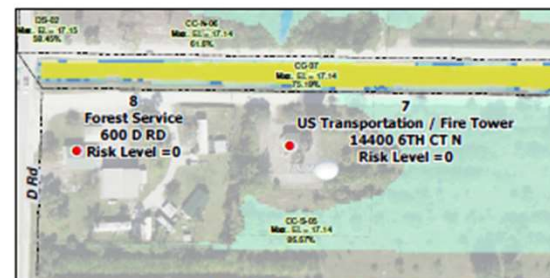 DS-02
Max. EL.= 17.15
58.45%
CC-N-06
Max. EL.= 17.14
61.8%
CC-07
Max. EL.= 17.14
75.19%
8
Forest Service
600 D RD
Risk Level =0
7
US Transportation / Fire Tower
14400 6TH CT N
Risk Level =0
D Rd
CC-S-05
Max. EL.= 17.14
95.57%